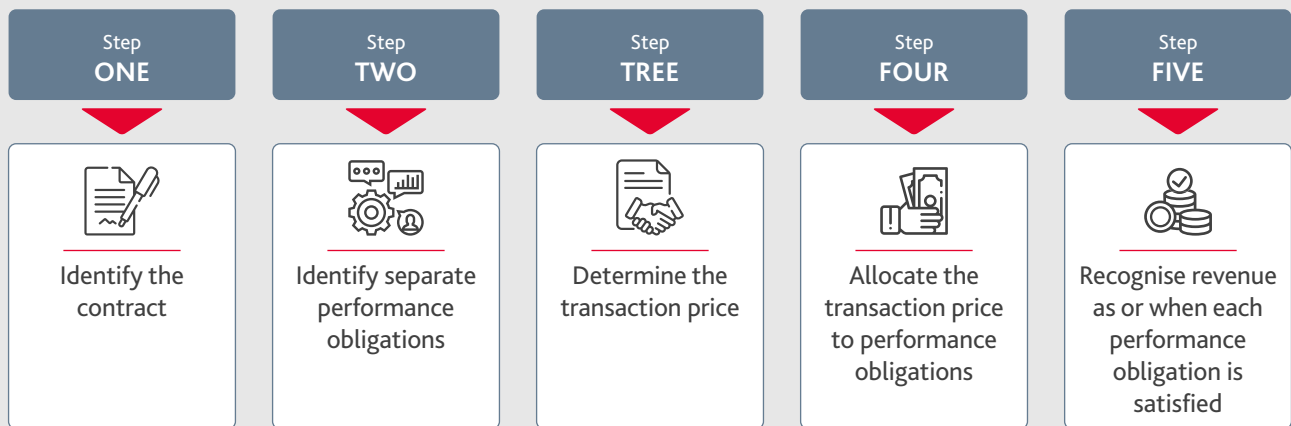 Step
ONE
Step
TWO
Step
TREE
Step
FOUR
Step
FIVE
Identify the
contract
Identify separate
performance
obligations
Determine the
transaction price
Allocate the
transaction price
to performance
obligations
Recognise revenue
as or when each
performance
obligation is
satisfied